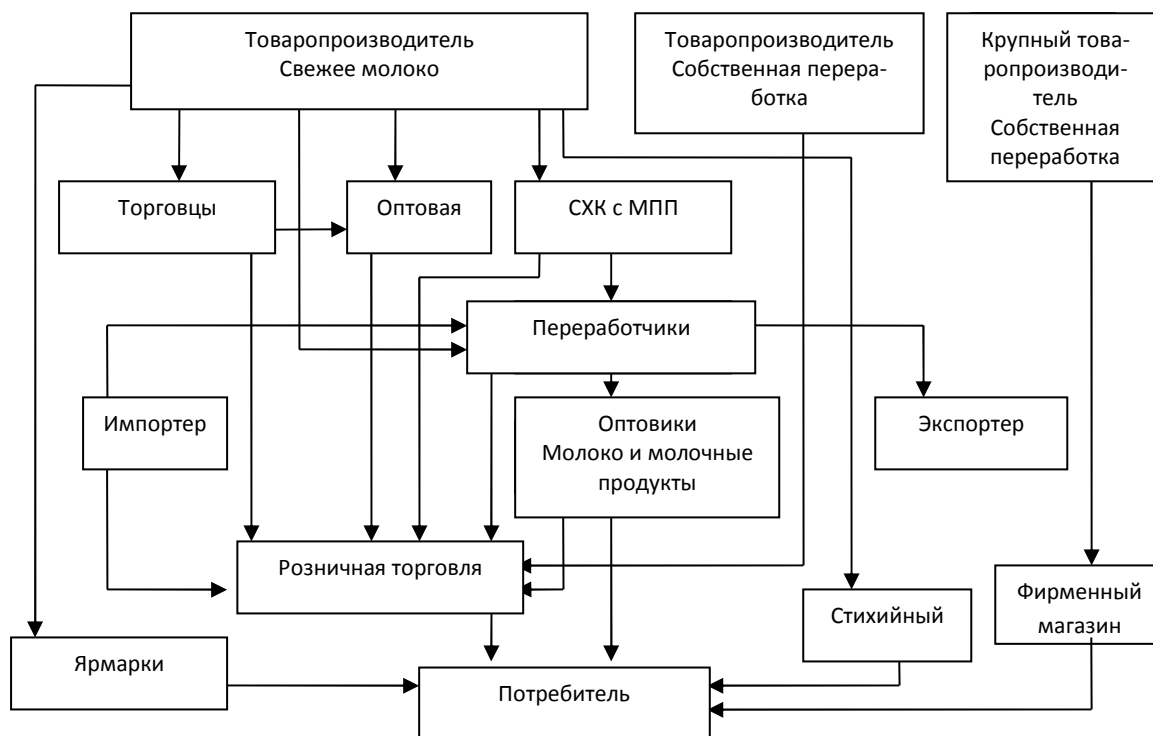 Товаропроизводитель
Свежее молоко
Товаропроизводитель
Собственная перера-
ботка
Крупный това-
ропроизводи-
тель
Собственная
переработка
Торговцы
Оптовая
СХК с МПП
Переработчики
Импортер
Оптовики
Молоко и молочные
продукты
Экспортер
Розничная торговля
Стихийный
Фирменный
магазин
Ярмарки
Потребитель